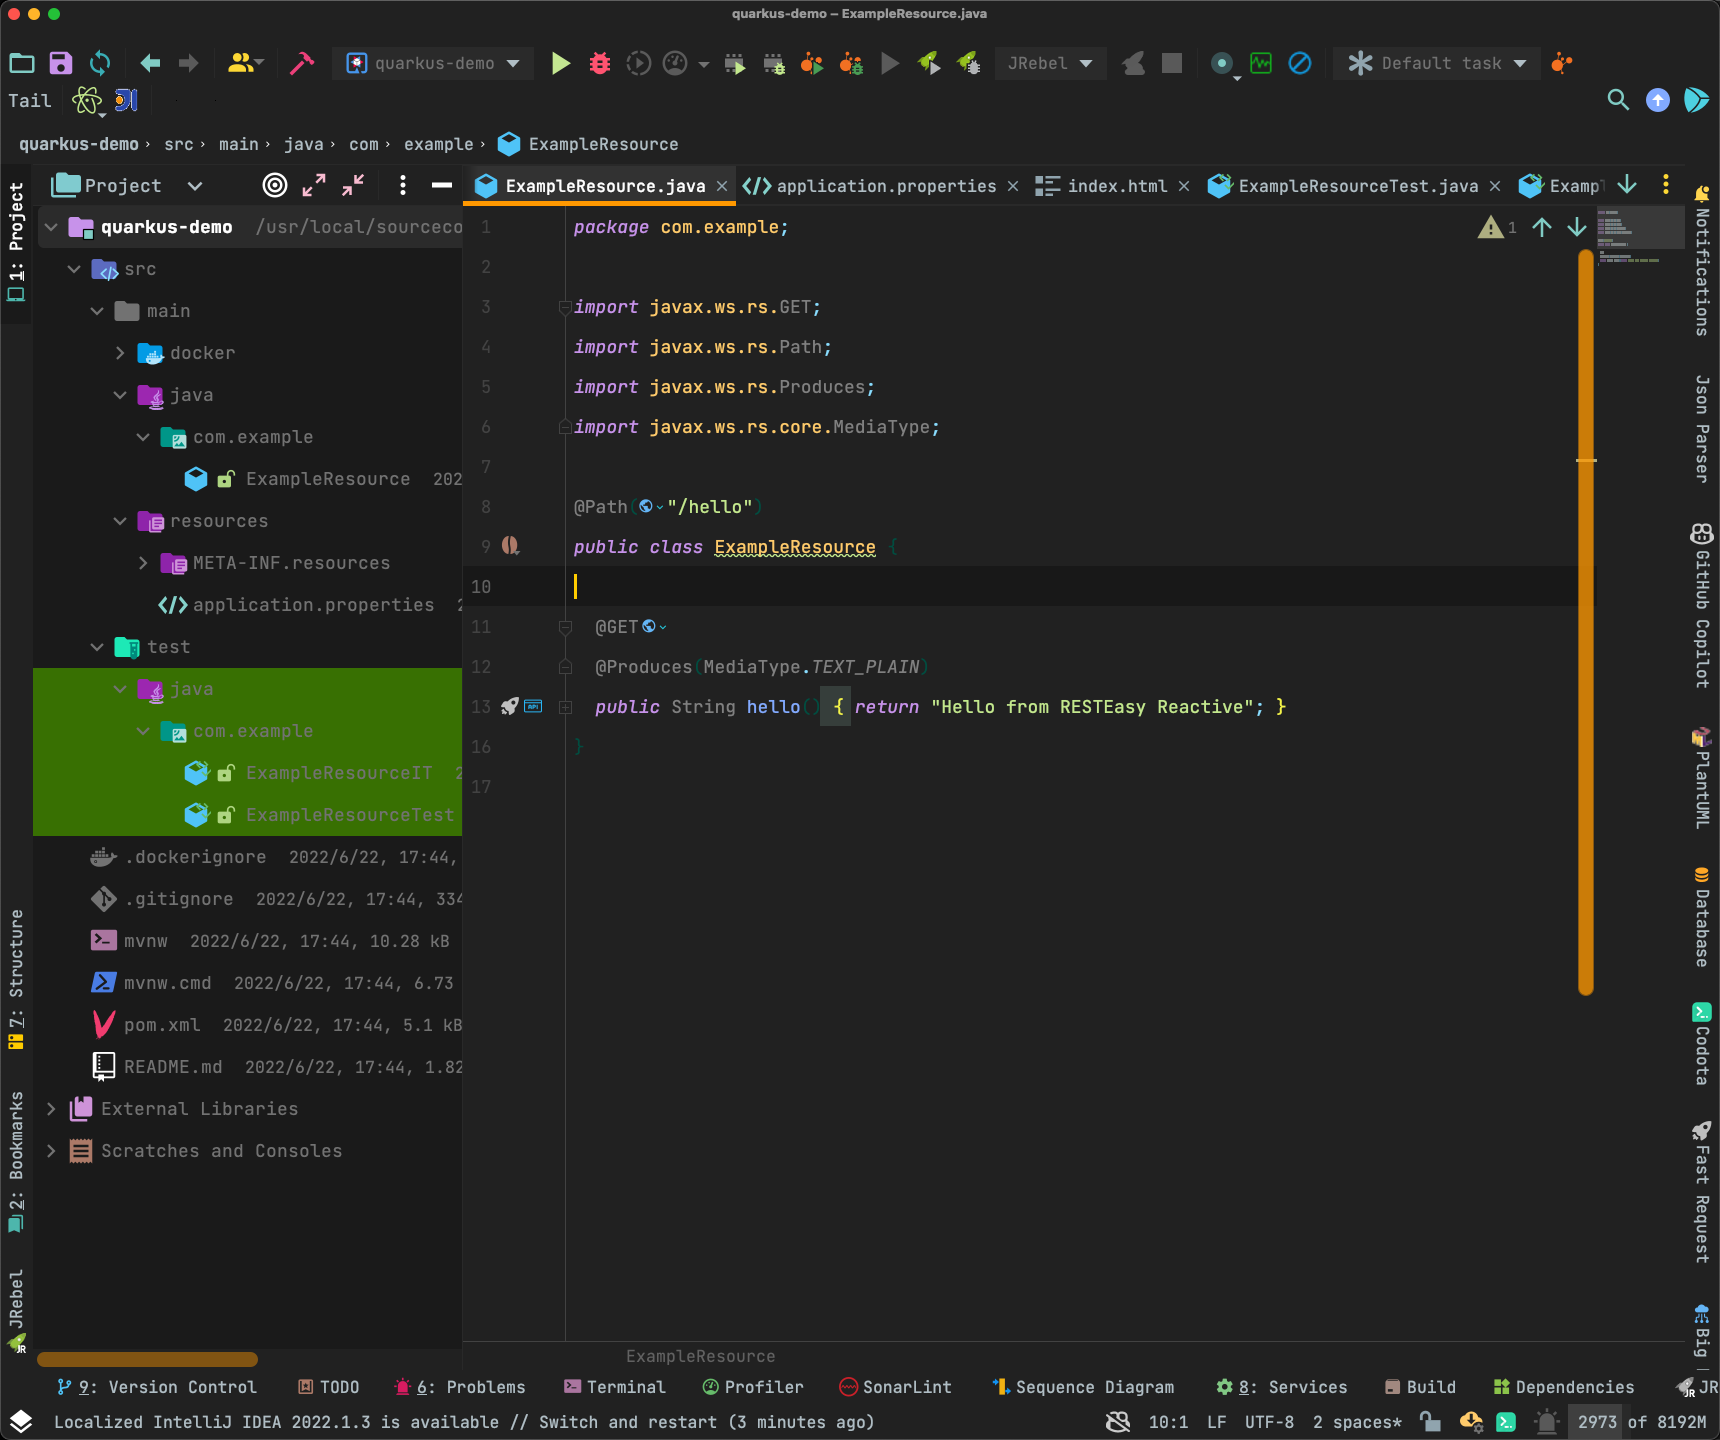 quarkus-demo – ExampleResource.java
quarkus-demo
JRebel
Default task
Tail
quarkus-demo › src › main › java › com › example › ExampleResource
Project
ExampleResource.java
application.properties
index.html
ExampleResourceTest.java
Examp
quarkus-demo /usr/local/sourceco
src
main
docker
java
com.example
ExampleResource 202
resources
META-INF.resources
application.properties 2
test
java
com.example
ExampleResourceIT 2
ExampleResourceTest
.dockerignore 2022/6/22, 17:44,
.gitignore 2022/6/22, 17:44, 334
mvnw 2022/6/22, 17:44, 10.28 kB
mvnw.cmd 2022/6/22, 17:44, 6.73
pom.xml 2022/6/22, 17:44, 5.1 kB
README.md 2022/6/22, 17:44, 1.82
External Libraries
Scratches and Consoles
1 package com.example;
1
2
3 import javax.ws.rs.GET;
4 import javax.ws.rs.Path;
5 import javax.ws.rs.Produces;
6 import javax.ws.rs.core.MediaType;
7
8 @Path("/hello")
9 public class ExampleResource {
10
11 @GET
12 @Produces(MediaType.TEXT_PLAIN)
13 public String hello() { return "Hello from RESTEasy Reactive"; }
API
16 }
17
ExampleResource
1: Project
7: Structure
2: Bookmarks
JRebel
JR
Notifications
Json Parser
GitHub Copilot
PlantUML
Database
Codota
Fast Request
Big
9: Version Control
TODO
6: Problems
Terminal
Profiler
SonarLint
Sequence Diagram
8: Services
Build
Dependencies
JR
JR
Localized IntelliJ IDEA 2022.1.3 is available // Switch and restart (3 minutes ago)
10:1 LF UTF-8 2 spaces*
2973 of 8192M